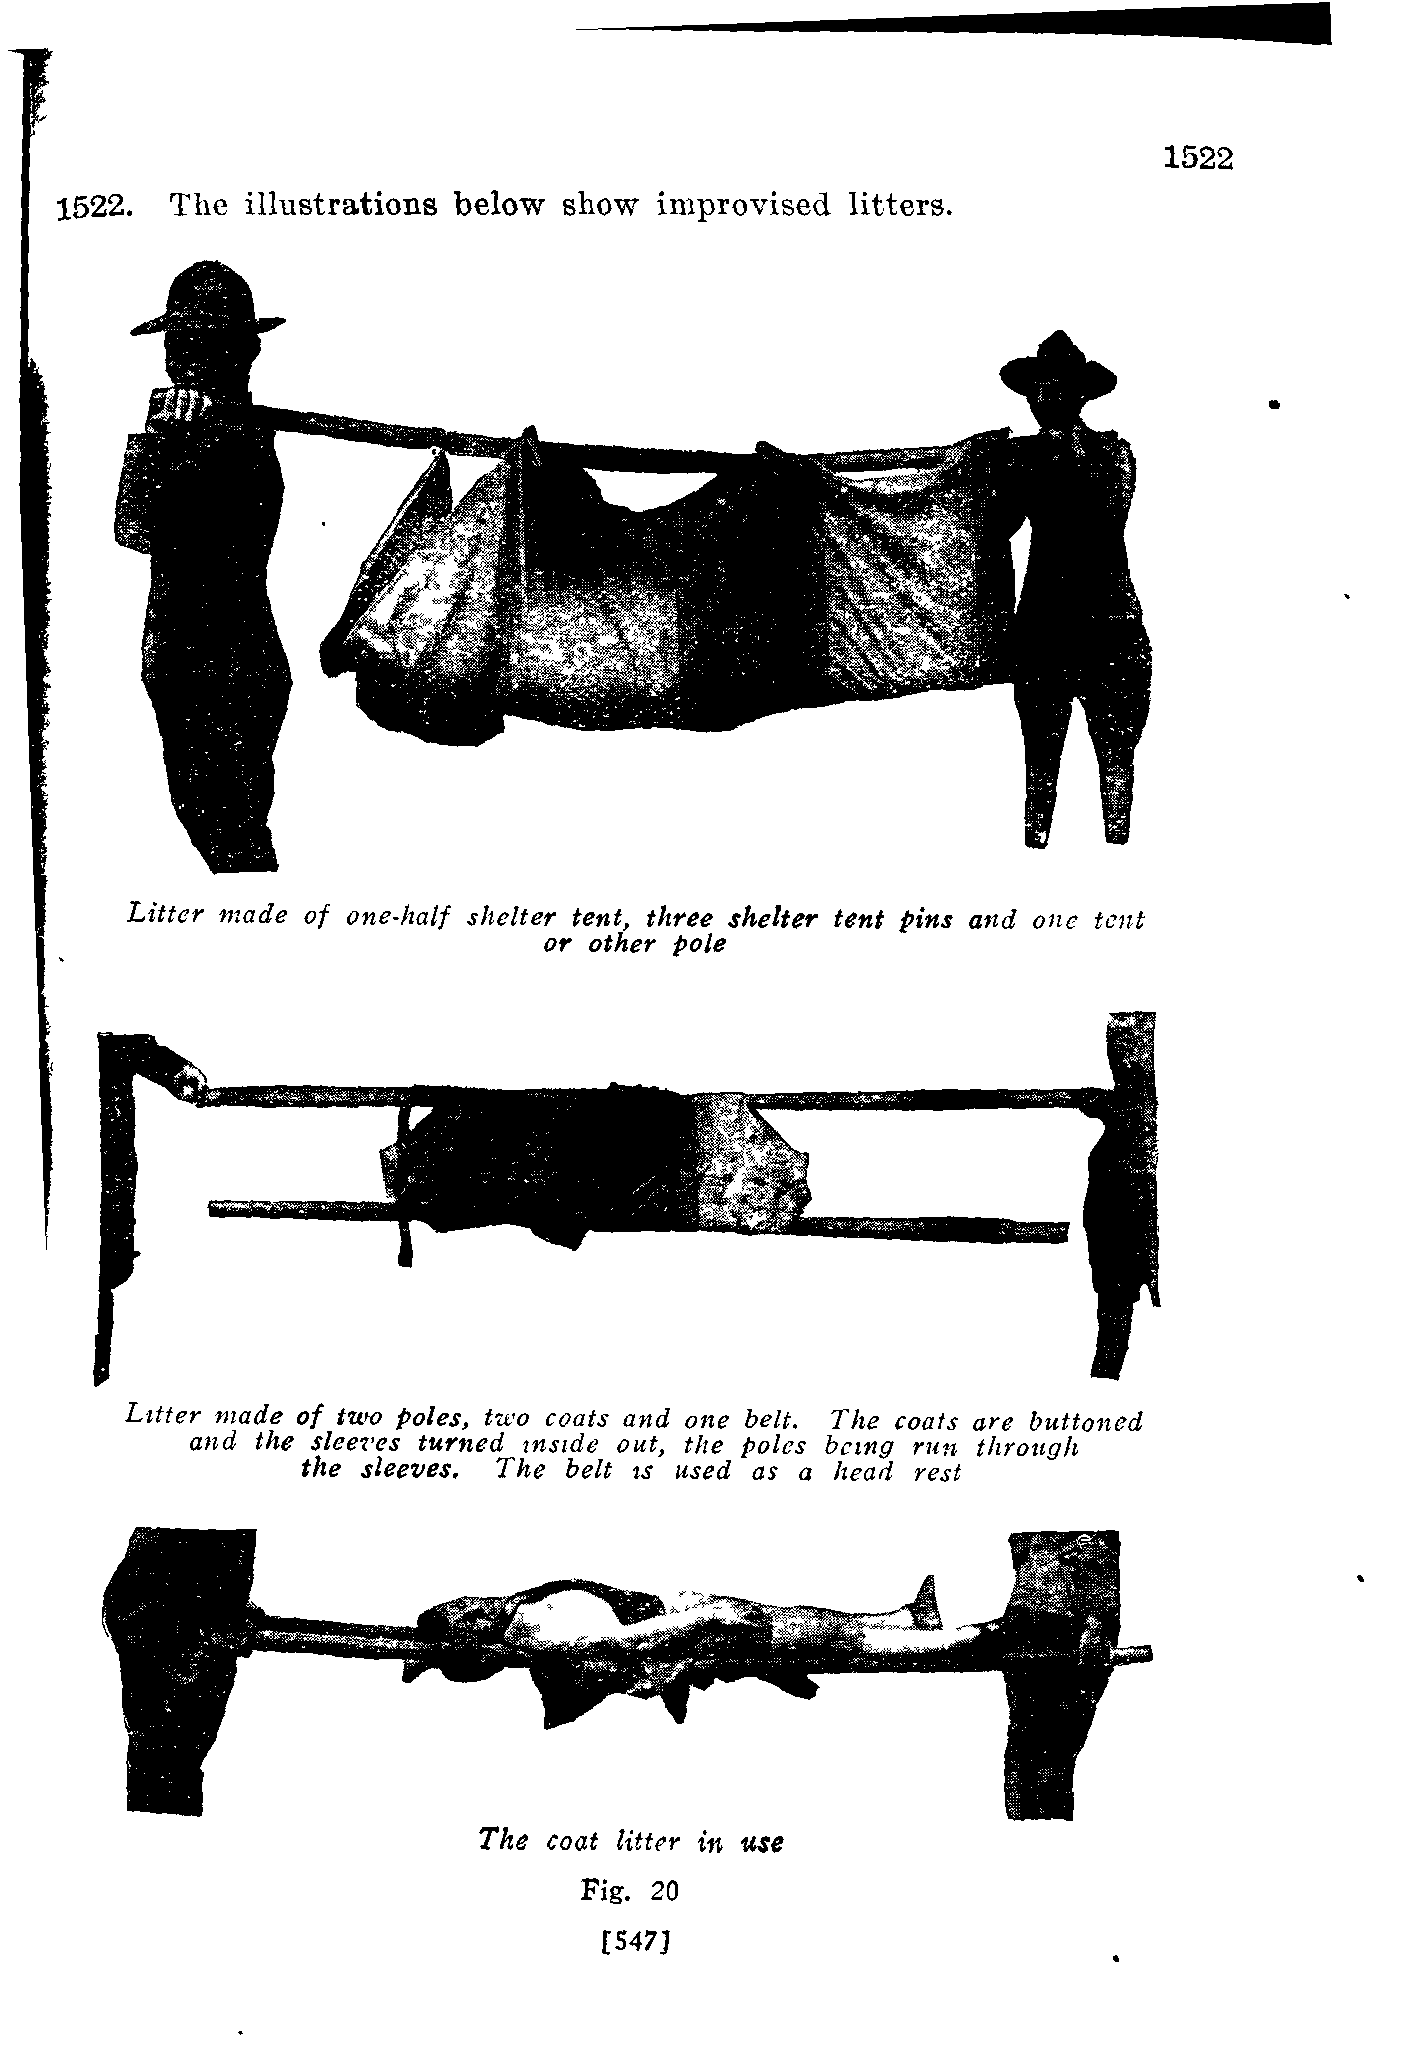 1522
1522. The illustrations below show improvised litters.
Litter made of one-half shelter tent, three shelter tent pins and one tent
or other pole
Litter made of two poles, two coats and one belt. The coats are buttoned
and the sleeves turned inside out, the poles being run through
the sleeves. The belt is used as a head rest
The coat litter in use
Fig. 20
[547]